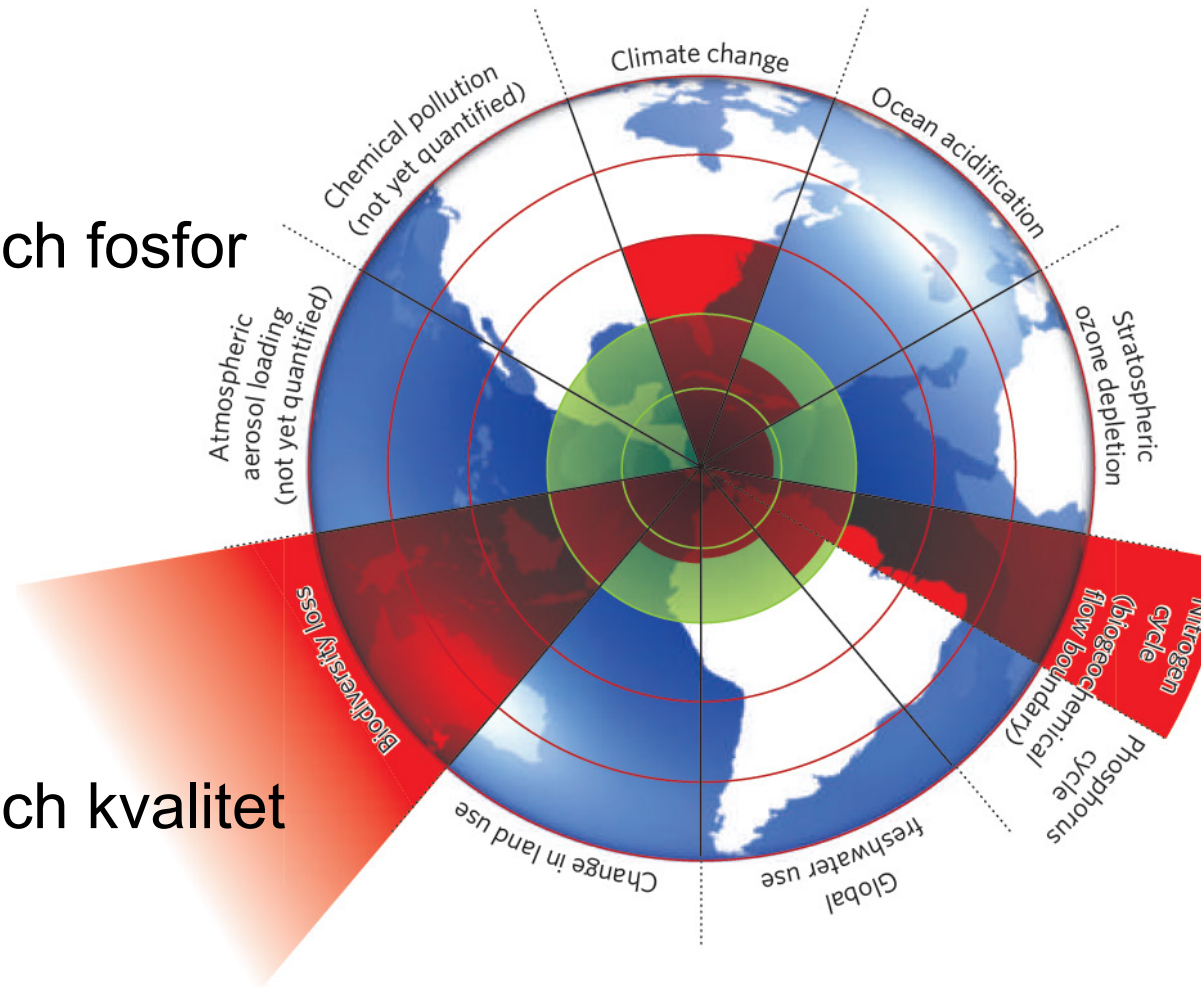 Climate change
Ocean acidification
Stratospheric
ozone depletion
Nitrogen
cycle
(biogeochemical
flow boundary)
Phosphorus
cycle
Global
freshwater use
Change in land use
Biodiversity loss
Atmospheric
aerosol loading
(not yet quantified)
Chemical pollution
(not yet quantified)
ch fosfor
ch kvalitet